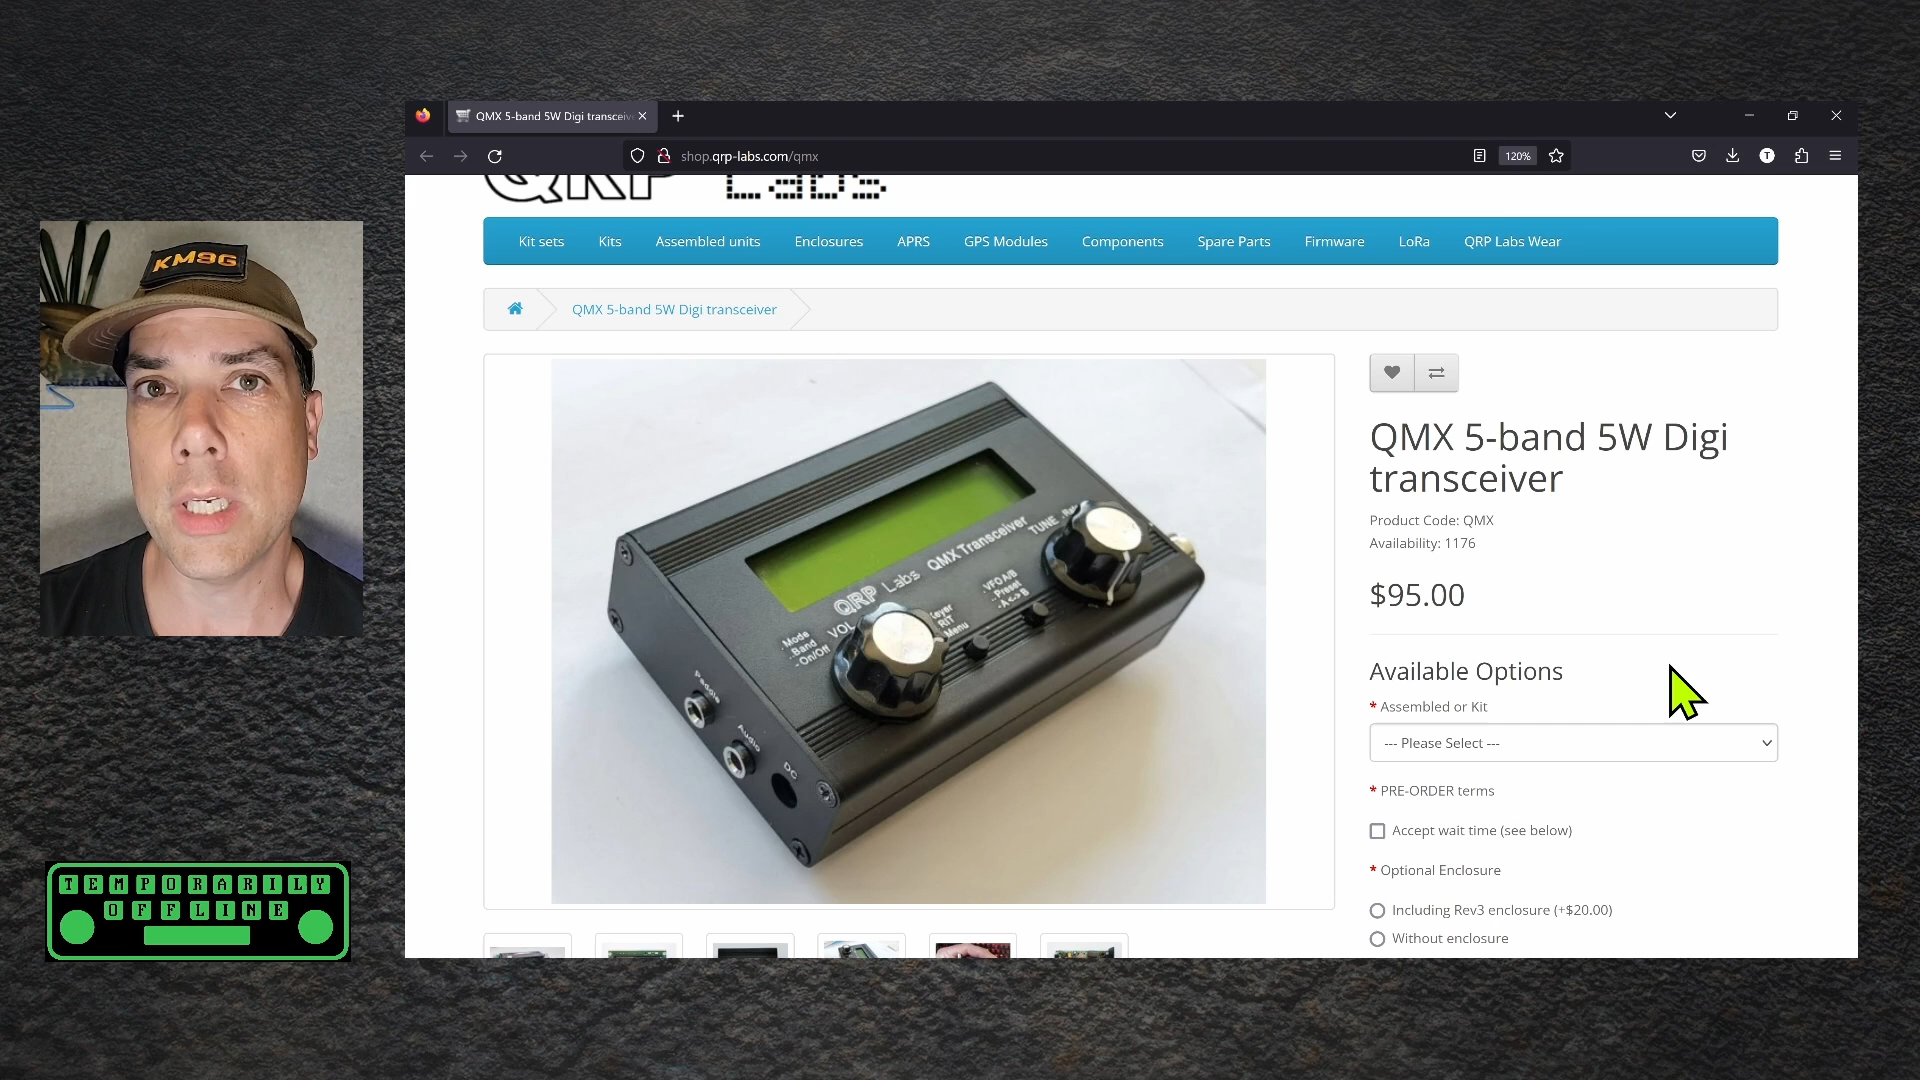 QMX 5-band 5W Digi transceiv
shop.qrp-labs.com/qmx
120%
T
QRP Labs
Kit sets
Kits
Assembled units
Enclosures
APRS
GPS Modules
Components
Spare Parts
Firmware
LoRa
QRP Labs Wear
QMX 5-band 5W Digi transceiver
KM9G
QMX 5-band 5W Digi
transceiver
Product Code: QMX
Availability: 1176
$95.00
Available Options
* Assembled or Kit
--- Please Select ---
* PRE-ORDER terms
Accept wait time (see below)
* Optional Enclosure
Including Rev3 enclosure (+$20.00)
Without enclosure
QRP Labs QMX Transceiver
TUNE
VFO A/B
- Preset
- A<->B
Keyer
RIT
Menu
VOL
Mode
- Band
- On/Off
Paddle
Audio
DC
TEMPORARILY
OFFLINE